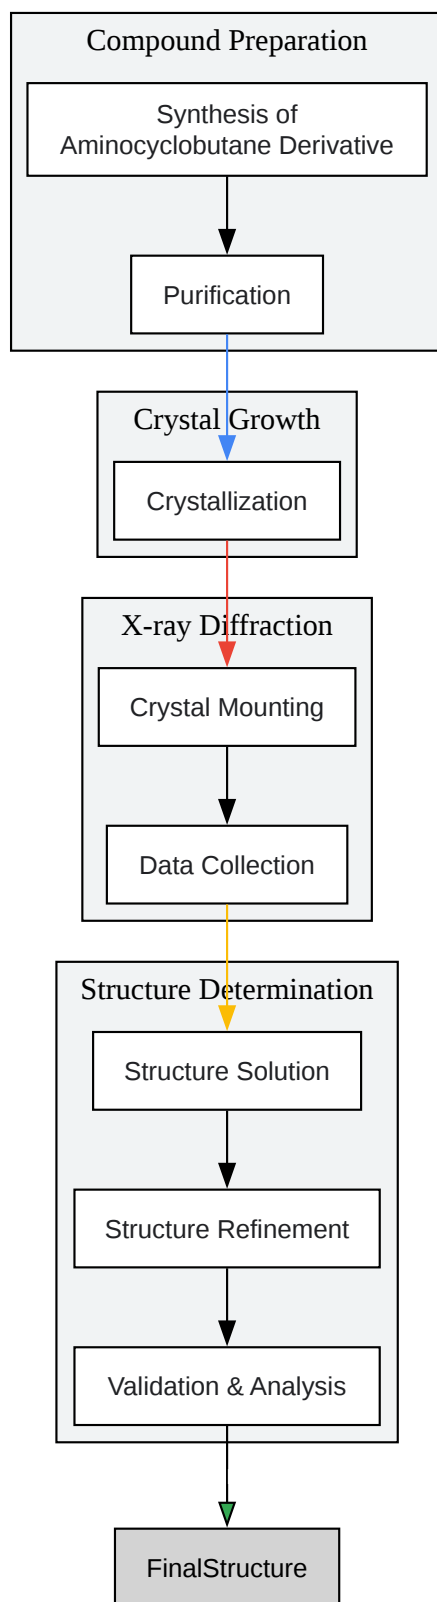 Compound Preparation
Synthesis of
Aminocyclobutane Derivative
Purification
Crystal Growth
Crystallization
X-ray Diffraction
Crystal Mounting
Data Collection
Structure Determination
Structure Solution
Structure Refinement
Validation & Analysis
FinalStructure